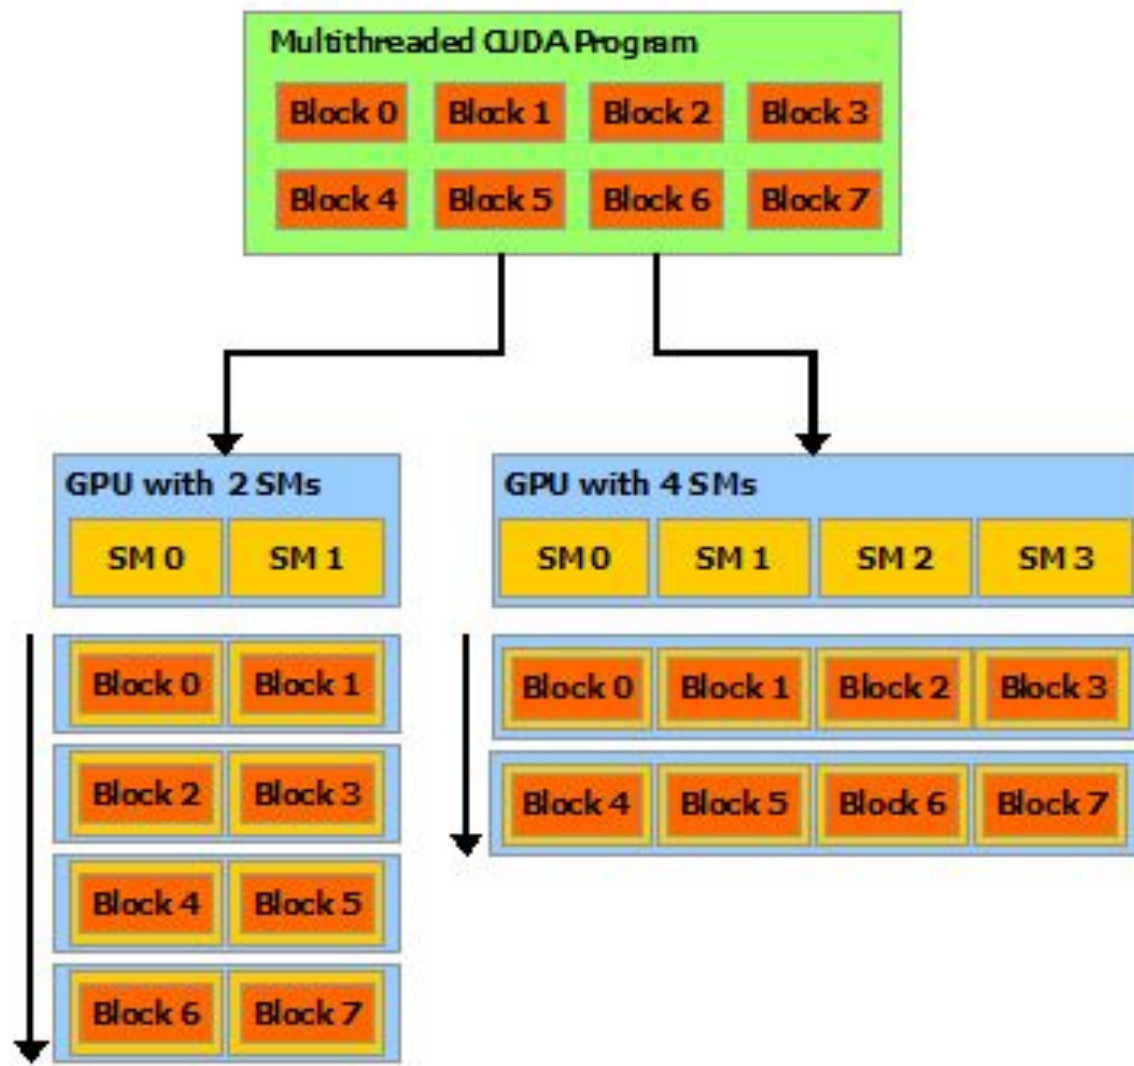 Multithreaded CUDA Program
Block 0 Block 1 Block 2 Block 3
Block 4 Block 5 Block 6 Block 7
GPU with 2 SMs
SM 0 SM 1
Block 0 Block 1
Block 2 Block 3
Block 4 Block 5
Block 6 Block 7
GPU with 4 SMs
SM 0 SM 1 SM 2 SM 3
Block 0 Block 1 Block 2 Block 3
Block 4 Block 5 Block 6 Block 7